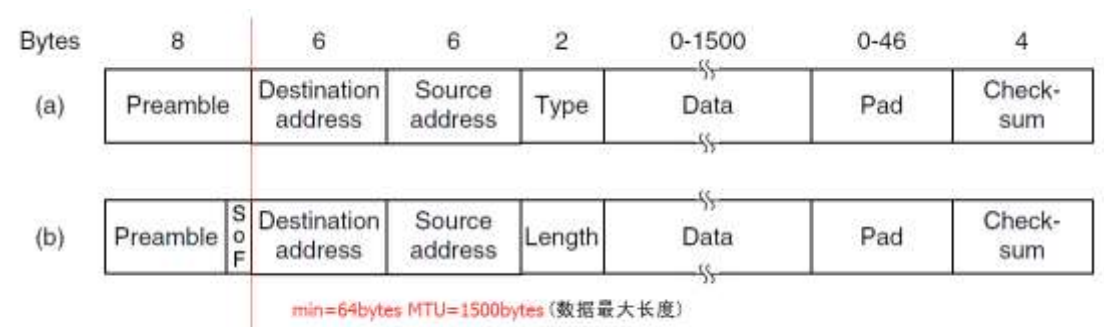 Bytes 8 6 6 2 0-1500 0-46 4
(a) Preamble Destination address Source address Type Data Pad Check-sum
(b) Preamble SoF Destination address Source address Length Data Pad Check-sum
min=64bytes MTU=1500bytes (数据最大长度)